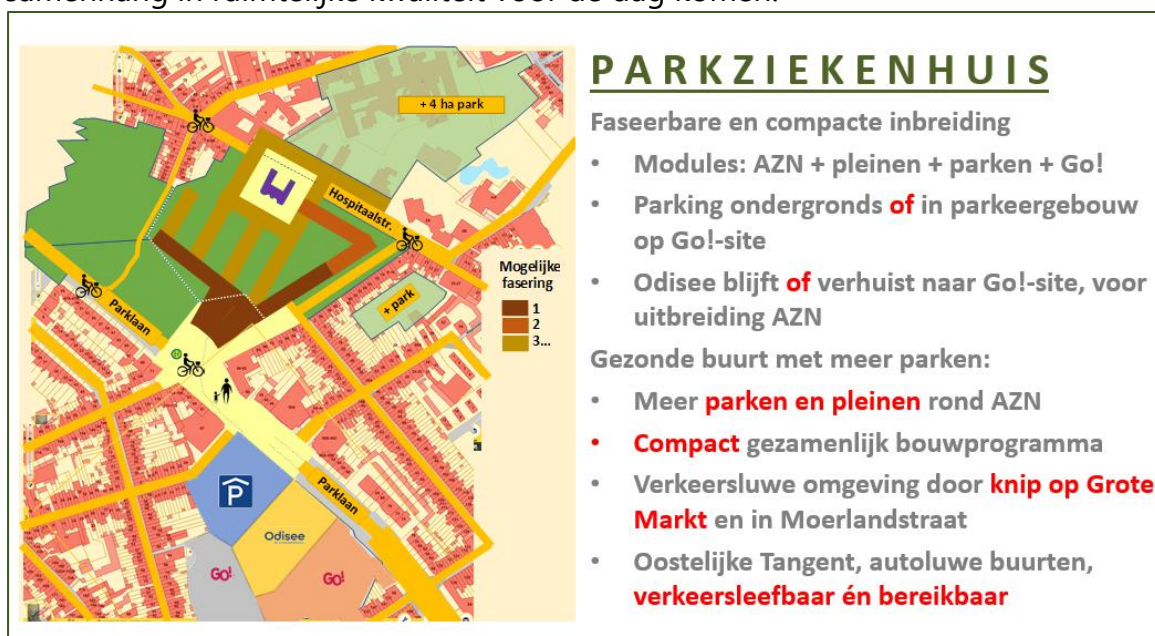 samenhang in ruimtelijke kwaliteit voor de dag komen.
PARKZIEKENHUIS
Faseerbare en compacte inbreiding
• Modules: AZN + pleinen + parken + Go!
• Parking ondergronds of in parkeergebouw
op Go!-site
• Odisee blijft of verhuist naar Go!-site, voor
uitbreiding AZN
Gezonde buurt met meer parken:
• Meer parken en pleinen rond AZN
• Compact gezamenlijk bouwprogramma
• Verkeersluwe omgeving door knip op Grote
Markt en in Moerlandstraat
• Oostelijke Tangent, autoluwe buurten,
verkeersleefbaar én bereikbaar
+ 4 ha park
Hospitaalstr.
Mogelijke
fasering
1
2
3...
+ park
Parklaan
P
Parklaan
Odisee
GO!
GO!